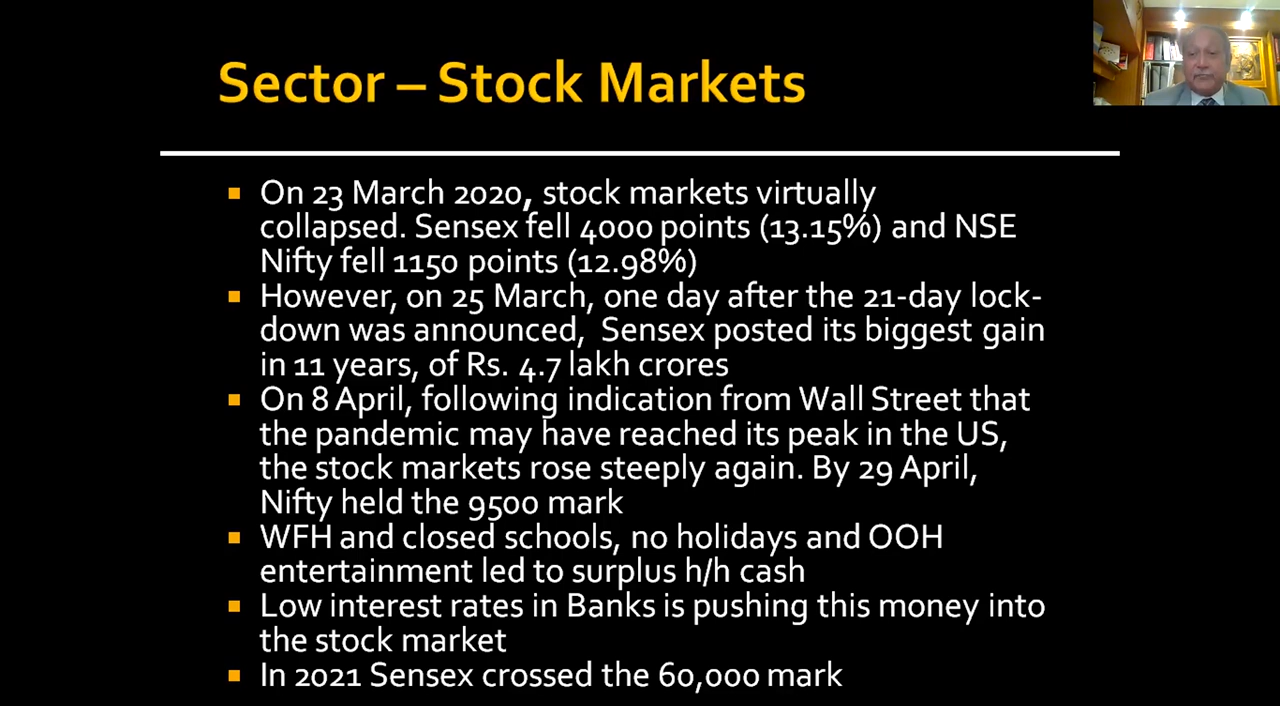 Sector – Stock Markets
On 23 March 2020, stock markets virtually
collapsed. Sensex fell 4000 points (13.15%) and NSE
Nifty fell 1150 points (12.98%)
However, on 25 March, one day after the 21-day lock-
down was announced, Sensex posted its biggest gain
in 11 years, of Rs. 4.7 lakh crores
On 8 April, following indication from Wall Street that
the pandemic may have reached its peak in the US,
the stock markets rose steeply again. By 29 April,
Nifty held the 9500 mark
WFH and closed schools, no holidays and OOH
entertainment led to surplus h/h cash
Low interest rates in Banks is pushing this money into
the stock market
In 2021 Sensex crossed the 60,000 mark